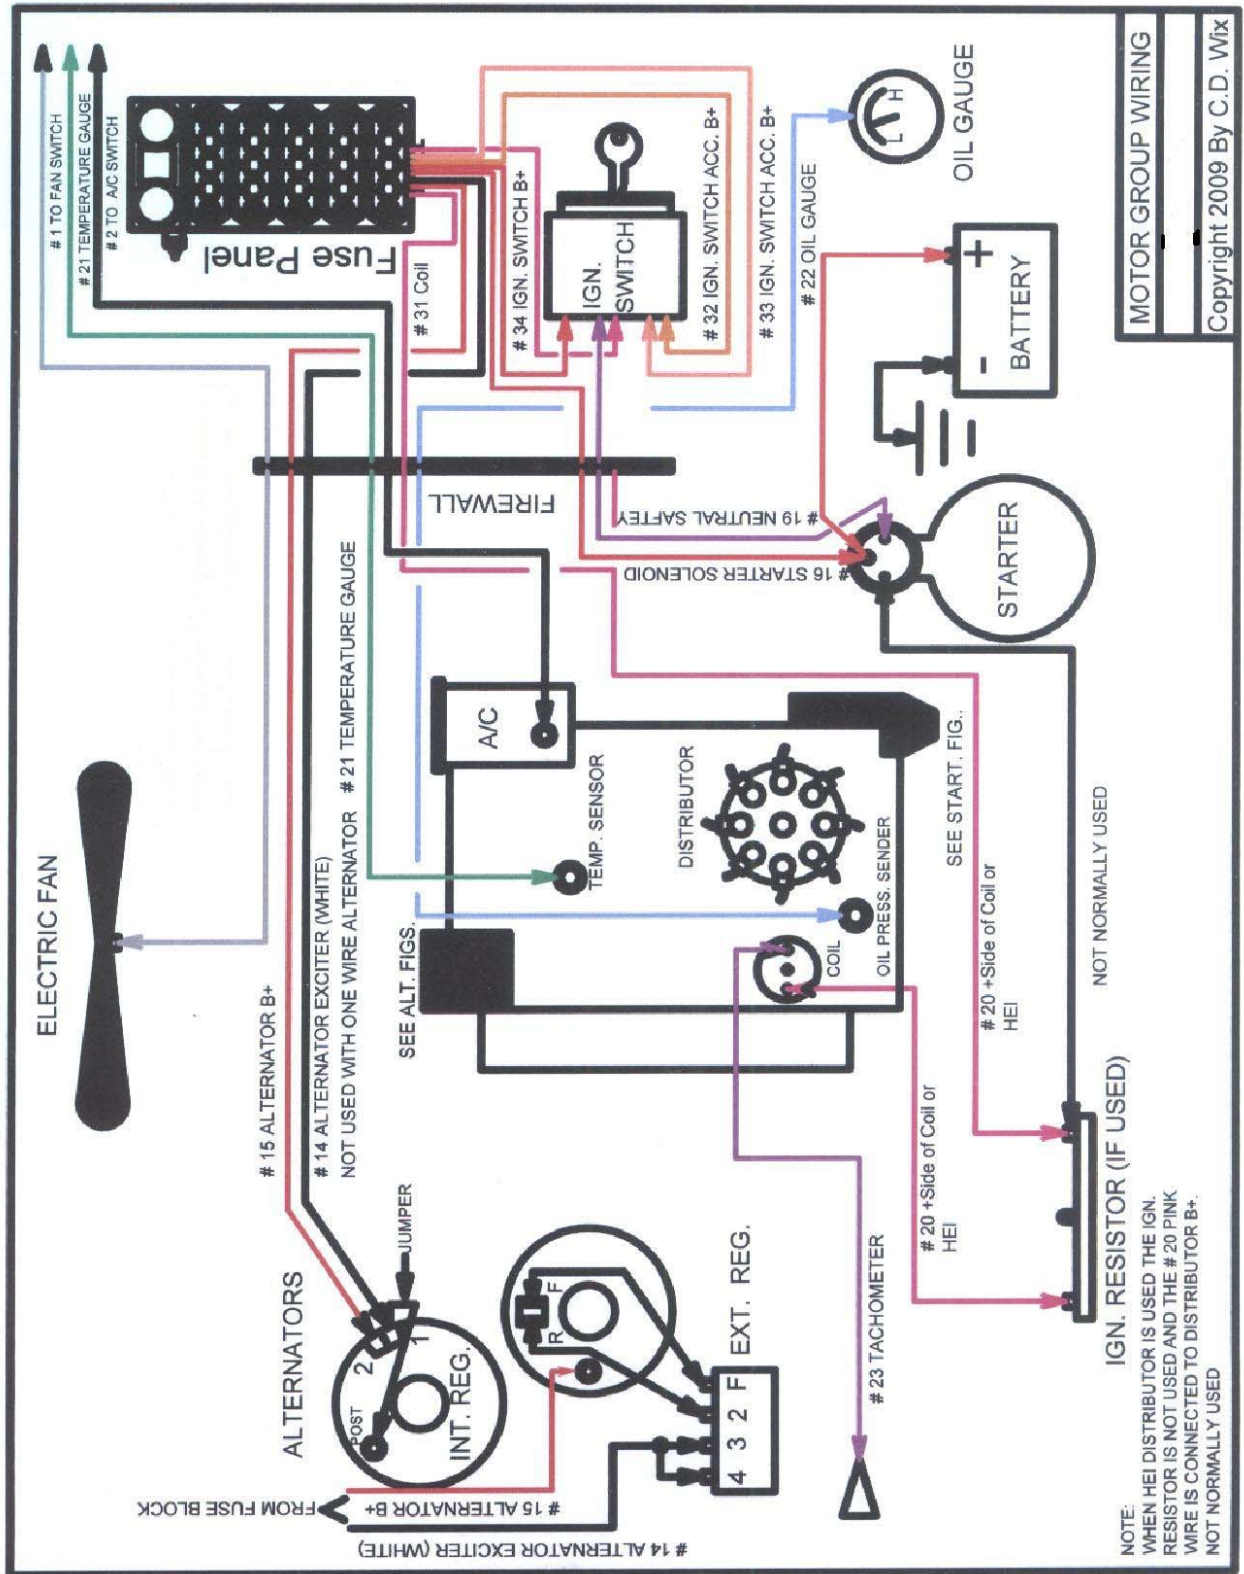 ELECTRIC FAN
# 1 TO FAN SWITCH
# 21 TEMPERATURE GAUGE
# 2 TO A/C SWITCH
Fuse Panel
# 15 ALTERNATOR B+
# 14 ALTERNATOR EXCITER (WHITE)
NOT USED WITH ONE WIRE ALTERNATOR
# 21 TEMPERATURE GAUGE
ALTERNATORS
JUMPER
POST
2
1
INT. REG.
FROM FUSE BLOCK
# 15 ALTERNATOR B+
# 14 ALTERNATOR EXCITER (WHITE)
R
F
4 3 2 F
EXT. REG.
SEE ALT. FIGS.
A/C
TEMP. SENSOR
DISTRIBUTOR
COIL
OIL PRESS. SENDER
FIREWALL
# 31 Coil
# 34 IGN. SWITCH B+
IGN.
SWITCH
# 32 IGN. SWITCH ACC. B+
# 33 IGN. SWITCH ACC. B+
# 22 OIL GAUGE
L
H
OIL GAUGE
# 19 NEUTRAL SAFTEY
# 16 STARTER SOLENOID
STARTER
-
+
BATTERY
SEE START. FIG..
# 20 +Side of Coil or
HEI
# 20 +Side of Coil or
HEI
# 23 TACHOMETER
NOT NORMALLY USED
IGN. RESISTOR (IF USED)
NOTE:
WHEN HEI DISTRIBUTOR IS USED THE IGN.
RESISTOR IS NOT USED AND THE # 20 PINK
WIRE IS CONNECTED TO DISTRIBUTOR B+.
NOT NORMALLY USED
MOTOR GROUP WIRING
Copyright 2009 By C.D. Wix